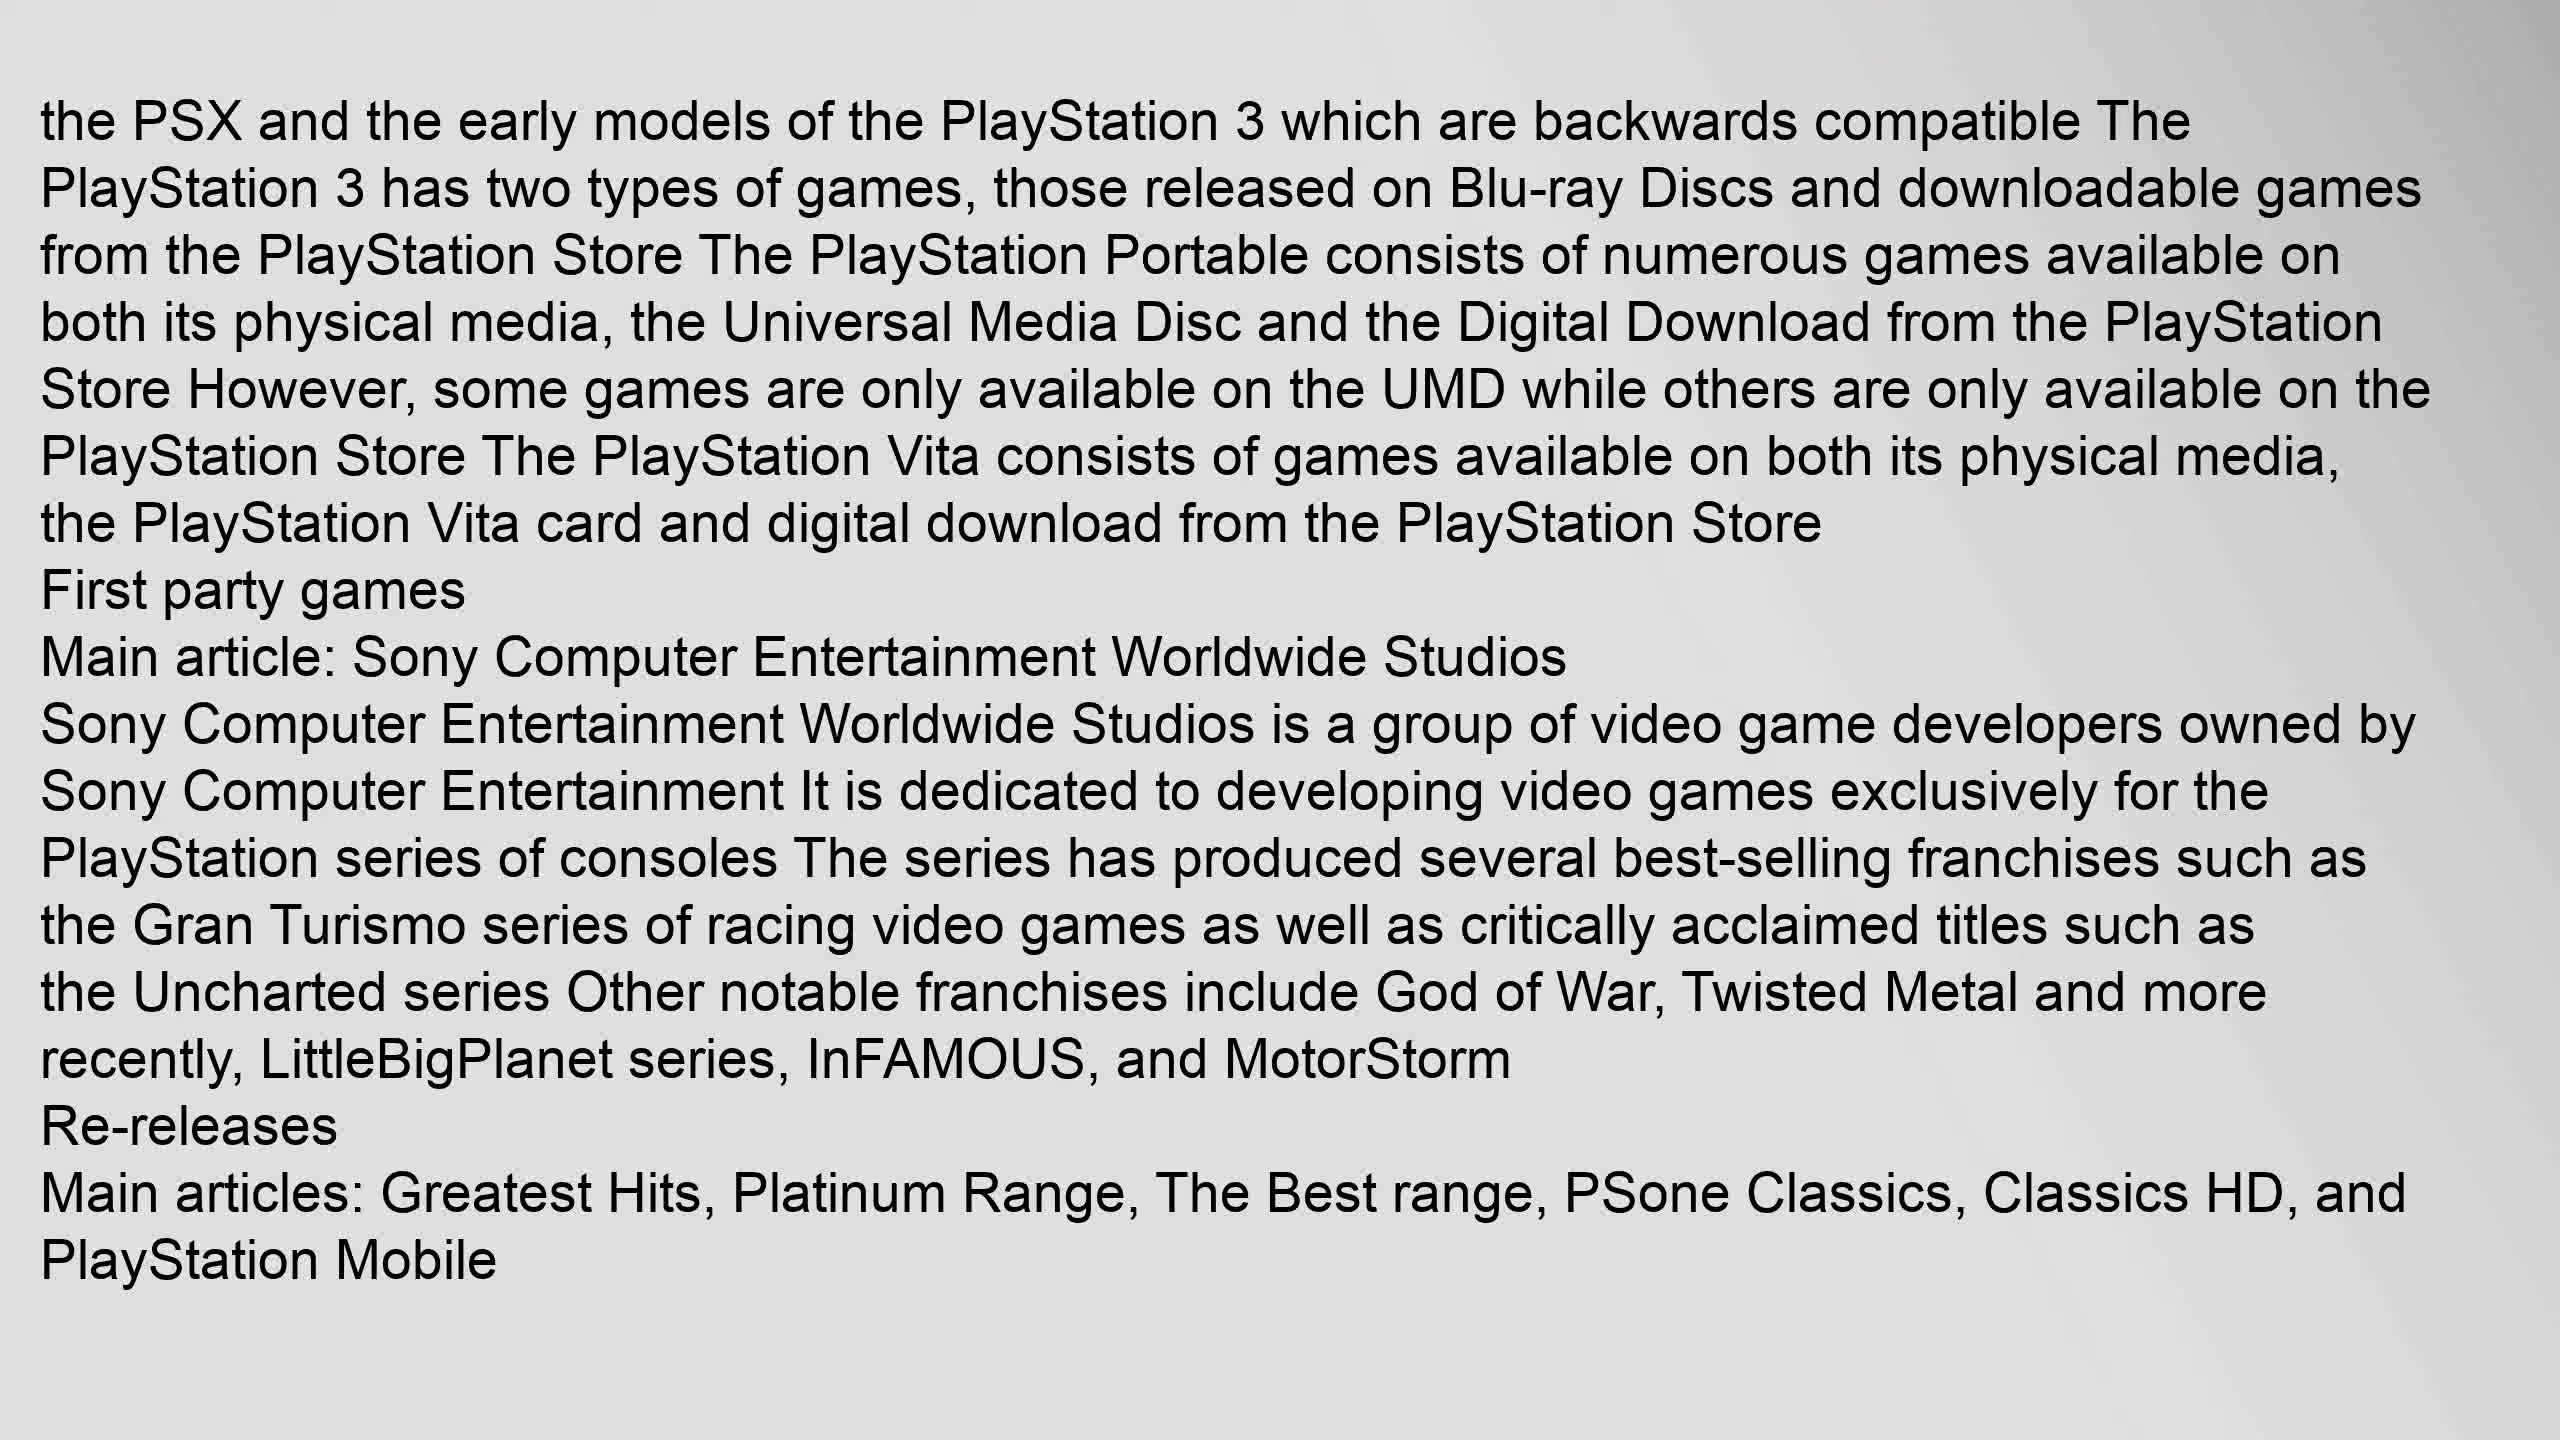 the PSX and the early models of the PlayStation 3 which are backwards compatible The
PlayStation 3 has two types of games, those released on Blu-ray Discs and downloadable games
from the PlayStation Store The PlayStation Portable consists of numerous games available on
both its physical media, the Universal Media Disc and the Digital Download from the PlayStation
Store However, some games are only available on the UMD while others are only available on the
PlayStation Store The PlayStation Vita consists of games available on both its physical media,
the PlayStation Vita card and digital download from the PlayStation Store
First party games
Main article: Sony Computer Entertainment Worldwide Studios
Sony Computer Entertainment Worldwide Studios is a group of video game developers owned by
Sony Computer Entertainment It is dedicated to developing video games exclusively for the
PlayStation series of consoles The series has produced several best-selling franchises such as
the Gran Turismo series of racing video games as well as critically acclaimed titles such as
the Uncharted series Other notable franchises include God of War, Twisted Metal and more
recently, LittleBigPlanet series, InFAMOUS, and MotorStorm
Re-releases
Main articles: Greatest Hits, Platinum Range, The Best range, PSone Classics, Classics HD, and
PlayStation Mobile